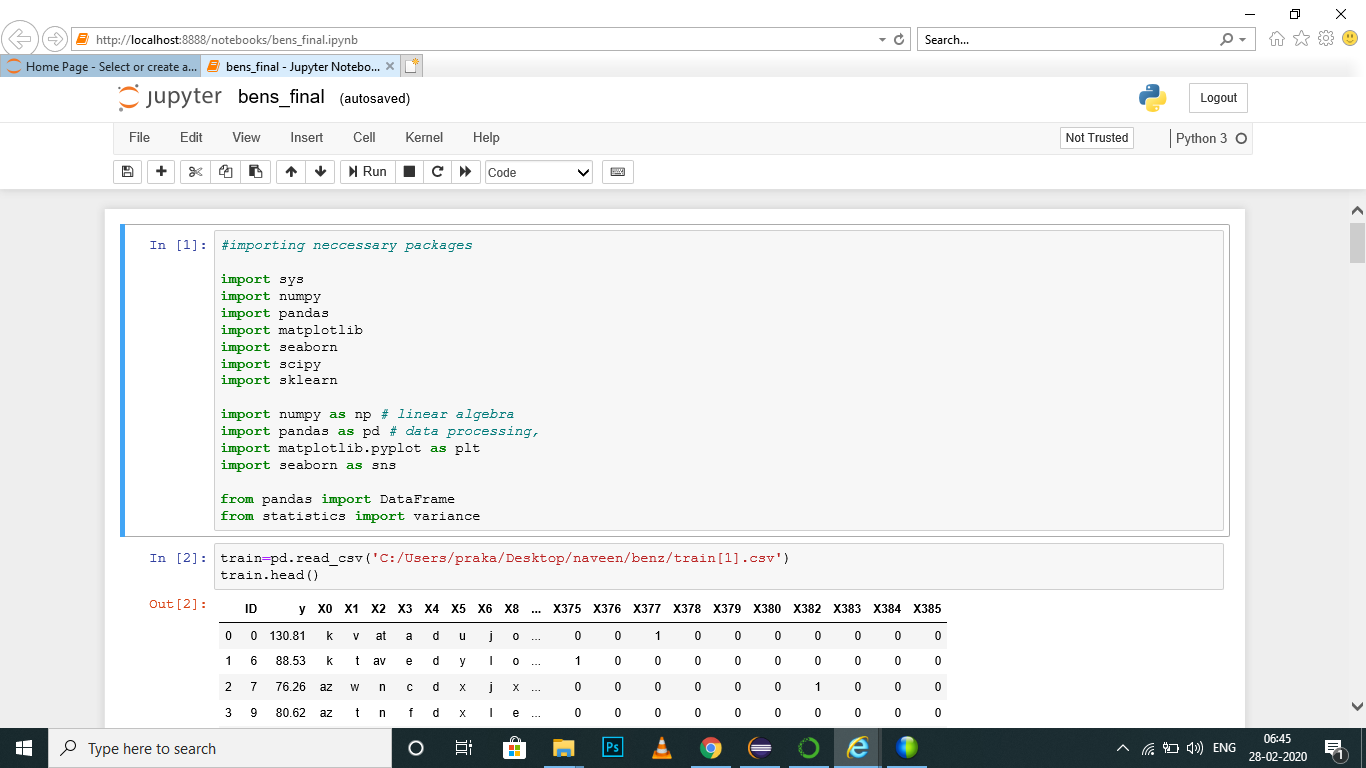 http://localhost:8888/notebooks/bens_final.ipynb
Search...
Home Page - Select or create a...
bens_final - Jupyter Notebo...
jupyter bens_final (autosaved)
Logout
File Edit View Insert Cell Kernel Help
Not Trusted
Python 3
Run
Code
In [1]:
#importing neccessary packages
import sys
import numpy
import pandas
import matplotlib
import seaborn
import scipy
import sklearn
import numpy as np # linear algebra
import pandas as pd # data processing,
import matplotlib.pyplot as plt
import seaborn as sns
from pandas import DataFrame
from statistics import variance
In [2]:
train=pd.read_csv('C:/Users/praka/Desktop/naveen/benz/train[1].csv')
train.head()
Out[2]:
ID y X0 X1 X2 X3 X4 X5 X6 X8 ... X375 X376 X377 X378 X379 X380 X382 X383 X384 X385
0 0 130.81 k v at a d u j o ... 0 0 1 0 0 0 0 0 0 0
1 6 88.53 k t av e d y l o ... 1 0 0 0 0 0 0 0 0 0
2 7 76.26 az w n c d x j x ... 0 0 0 0 0 0 1 0 0 0
3 9 80.62 az t n f d x l e ... 0 0 0 0 0 0 0 0 0 0
Type here to search
Ps
ENG
06:45
28-02-2020
1